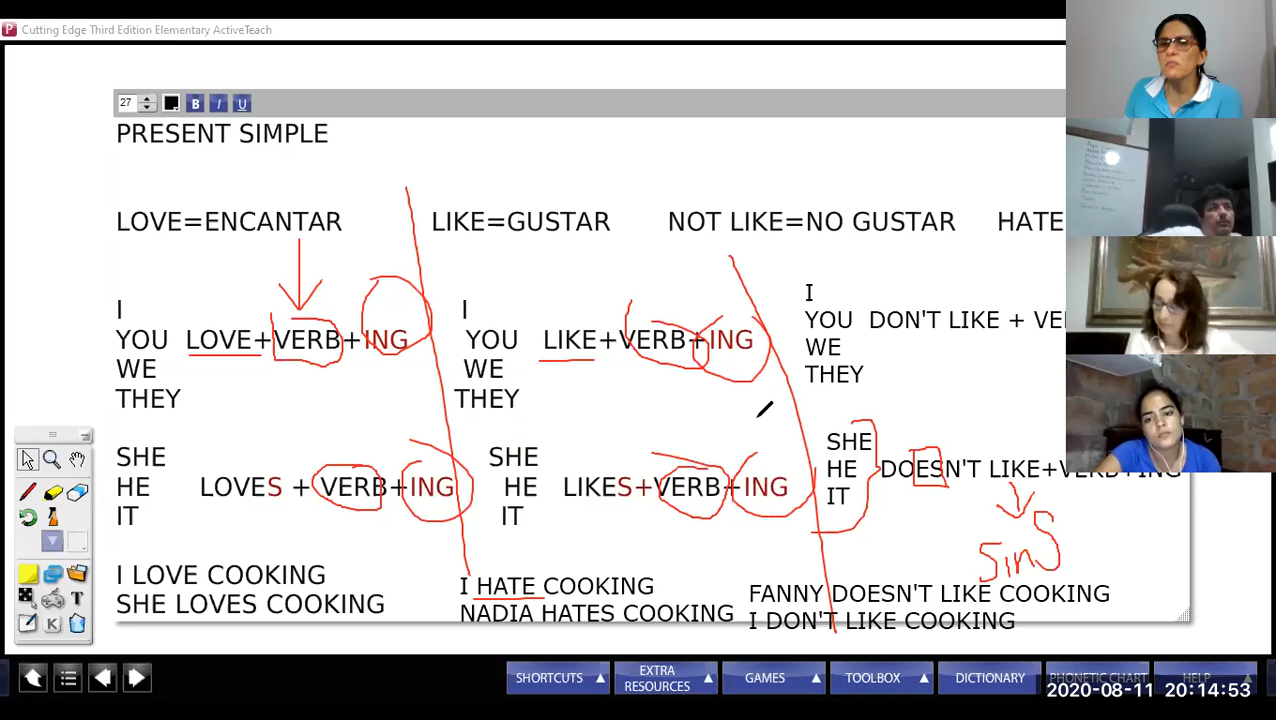 Cutting Edge Third Edition Elementary ActiveTeach
27 B I U
PRESENT SIMPLE
LOVE=ENCANTAR LIKE=GUSTAR NOT LIKE=NO GUSTAR HATE
I
YOU LOVE+VERB+ING
WE
THEY
I
YOU LIKE+VERB+ING
WE
THEY
I
YOU DON'T LIKE + VE
WE
THEY
SHE
HE LOVES + VERB+ING
IT
SHE
HE LIKES+VERB+ING
IT
SHE
HE DOESN'T LIKE+VERB+ING
IT
sin S
I LOVE COOKING
SHE LOVES COOKING
I HATE COOKING
NADIA HATES COOKING
FANNY DOESN'T LIKE COOKING
I DON'T LIKE COOKING
SHORTCUTS EXTRA RESOURCES GAMES TOOLBOX DICTIONARY PHONETIC CHART HELP
2020-08-11 20:14:53